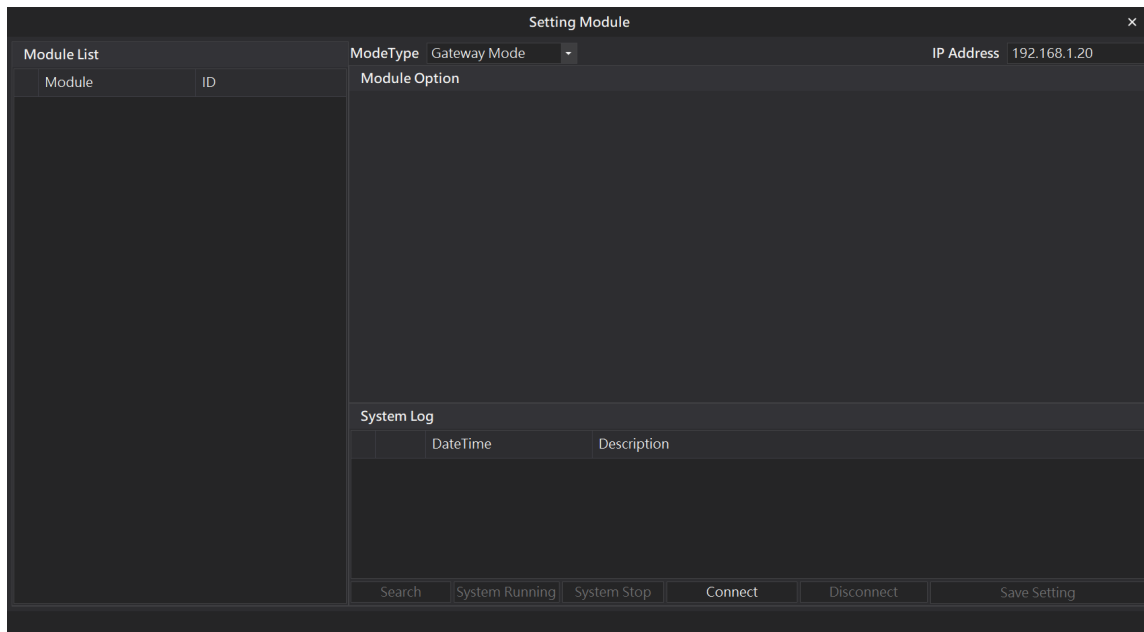 Setting Module
Module List
ModeType Gateway Mode
IP Address 192.168.1.20
Module ID
Module Option
System Log
DateTime Description
Search System Running System Stop Connect Disconnect Save Setting